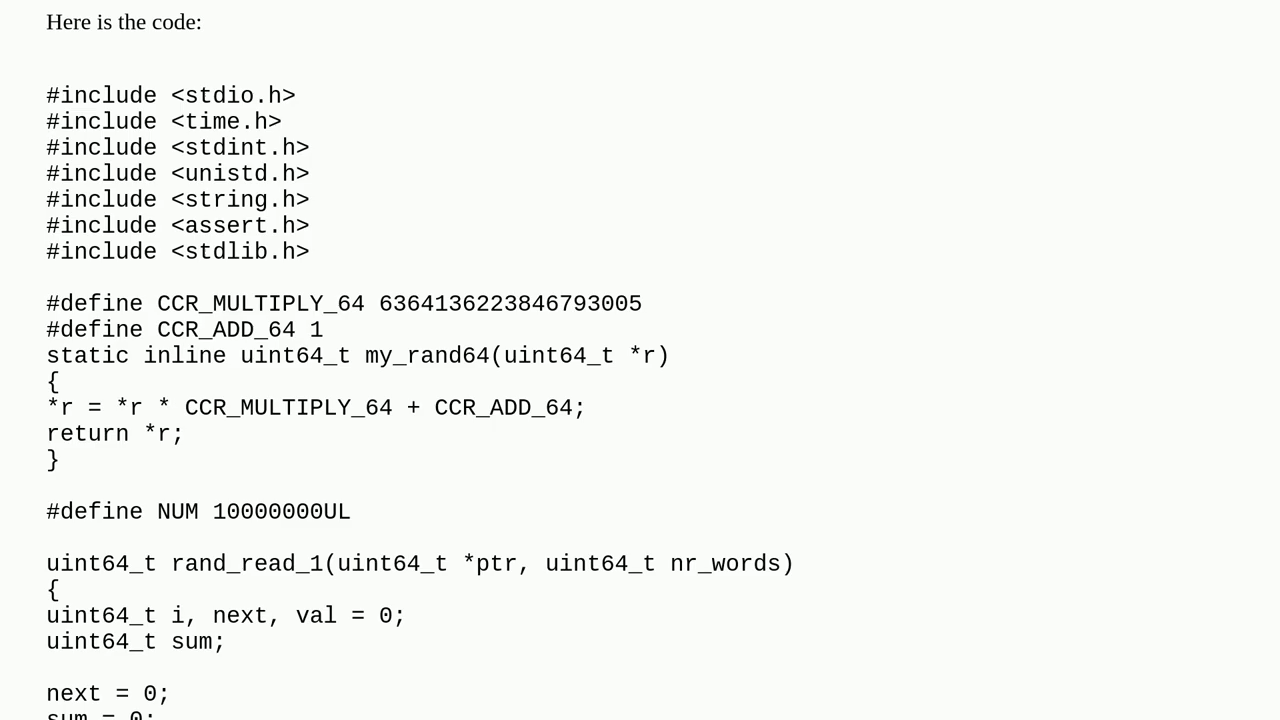 Here is the code:
#include <stdio.h>
#include <time.h>
#include <stdint.h>
#include <unistd.h>
#include <string.h>
#include <assert.h>
#include <stdlib.h>
#define CCR_MULTIPLY_64 6364136223846793005
#define CCR_ADD_64 1
static inline uint64_t my_rand64(uint64_t *r)
{
*r = *r * CCR_MULTIPLY_64 + CCR_ADD_64;
return *r;
}
#define NUM 10000000UL
uint64_t rand_read_1(uint64_t *ptr, uint64_t nr_words)
{
uint64_t i, next, val = 0;
uint64_t sum;
next = 0;
sum = 0;